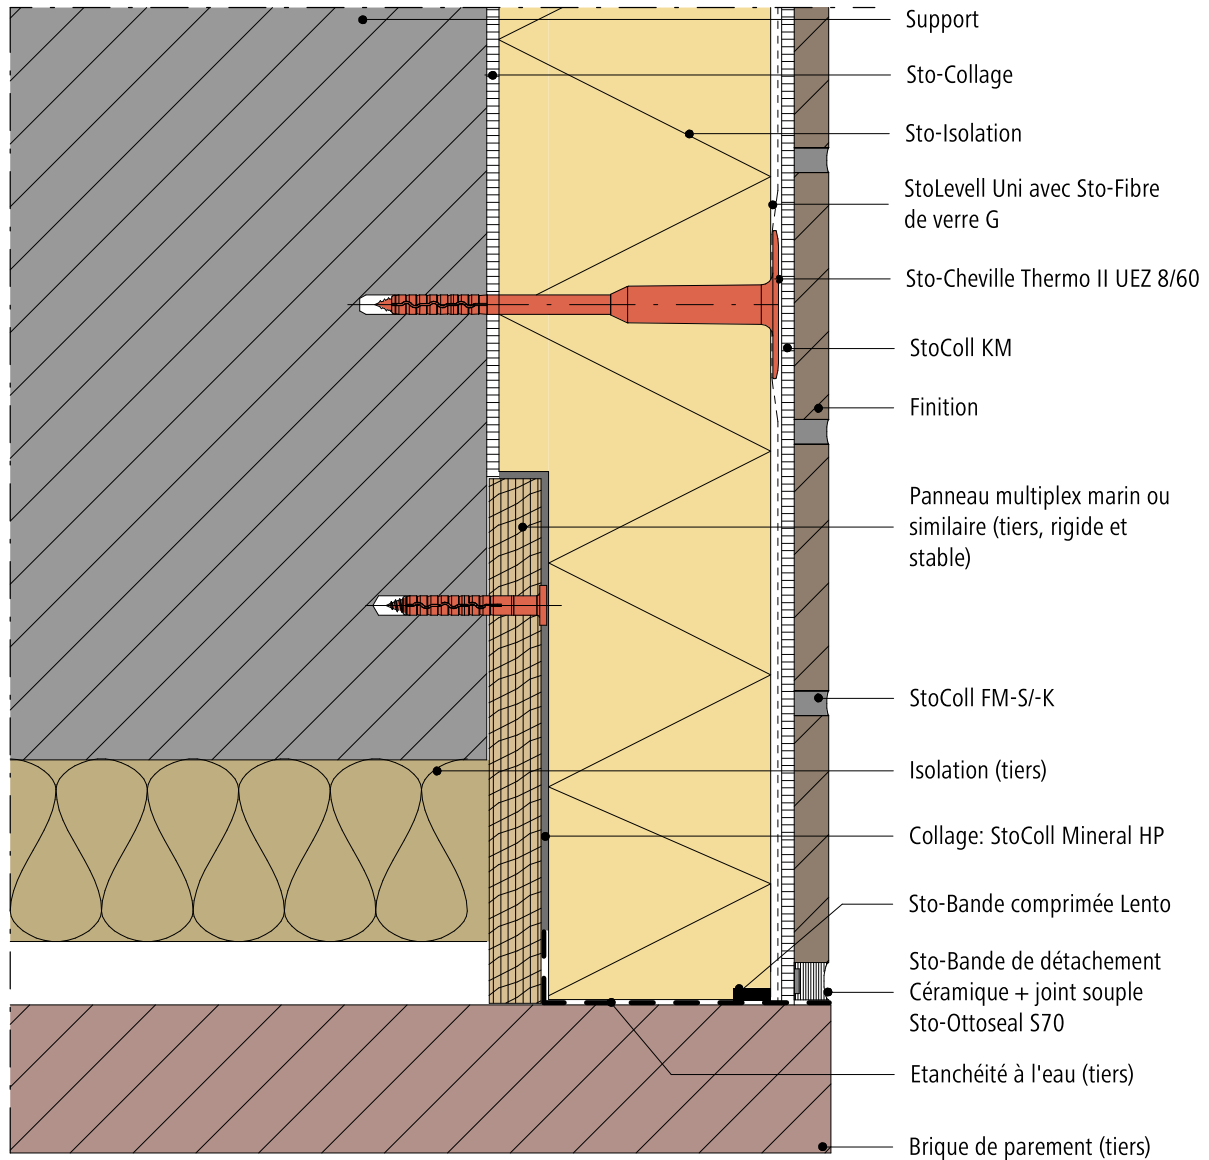 Support
Sto-Collage
Sto-Isolation
StoLevell Uni avec Sto-Fibre
de verre G
Sto-Cheville Thermo II UEZ 8/60
StoColl KM
Finition
Panneau multiplex marin ou
similaire (tiers, rigide et
stable)
StoColl FM-S/-K
Isolation (tiers)
Collage: StoColl Mineral HP
Sto-Bande comprimée Lento
Sto-Bande de détachement
Céramique + joint souple
Sto-Ottoseal S70
Etanchéité à l'eau (tiers)
Brique de parement (tiers)